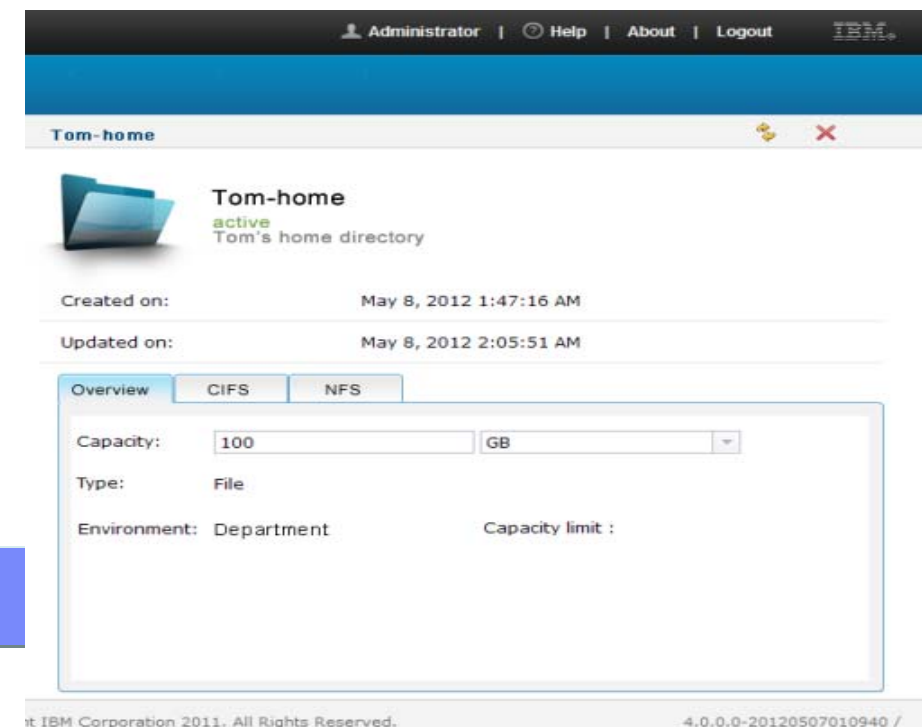 Administrator | Help | About | Logout IBM
Tom-home
Tom-home
active
Tom's home directory
Created on: May 8, 2012 1:47:16 AM
Updated on: May 8, 2012 2:05:51 AM
Overview CIFS NFS
Capacity: 100 GB
Type: File
Environment: Department Capacity limit :
IBM Corporation 2011. All Rights Reserved. 4.0.0.0-20120507010940 /